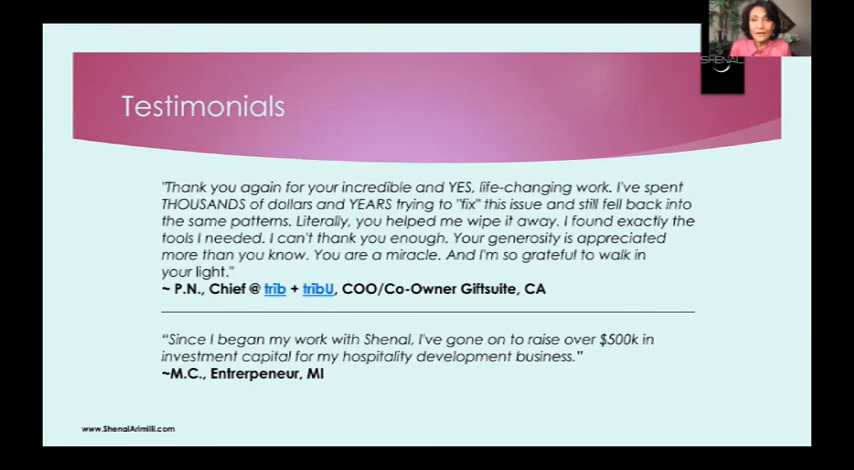 SHENAL
Testimonials
"Thank you again for your incredible and YES, life-changing work. I've spent
THOUSANDS of dollars and YEARS trying to "fix" this issue and still fell back into
the same patterns. Literally, you helped me wipe it away. I found exactly the
tools I needed. I can't thank you enough. Your generosity is appreciated
more than you know. You are a miracle. And I'm so grateful to walk in
your light."
~ P.N., Chief @ trīb + trībU, COO/Co-Owner Giftsuite, CA
“Since I began my work with Shenal, I've gone on to raise over $500k in
investment capital for my hospitality development business.”
~M.C., Entrerpeneur, MI
www.ShenalArimilli.com